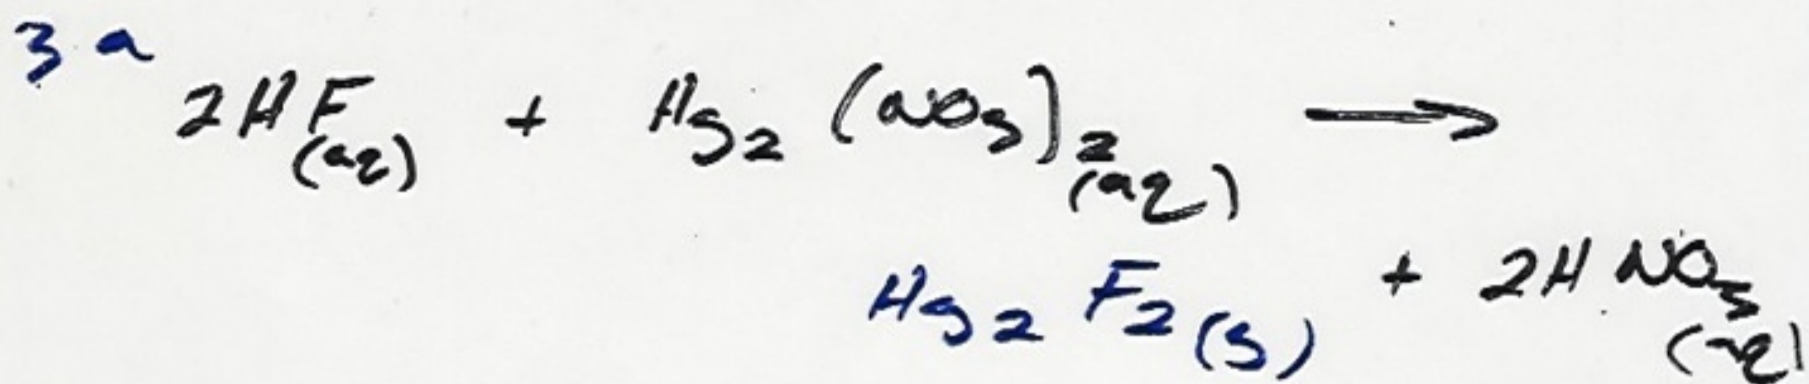 3 a
2HF(aq) + Hg₂(NO₃)₂(aq) ⟶
Hg₂F₂(s) + 2HNO₃(aq)